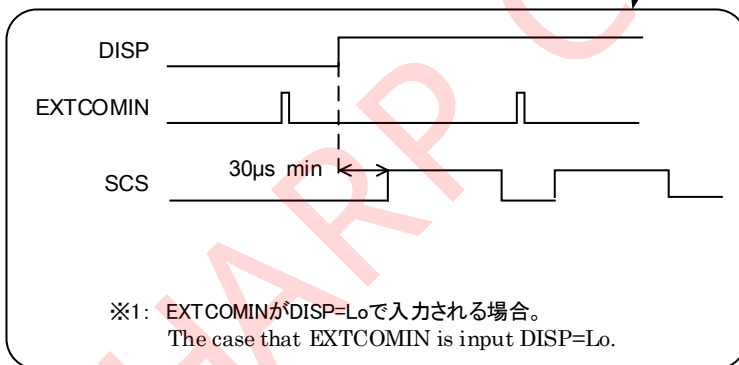 DISP
EXTCOMIN
30µs min
SCS
※1: EXTCOMINがDISP=Loで入力される場合。
The case that EXTCOMIN is input DISP=Lo.
HARP C